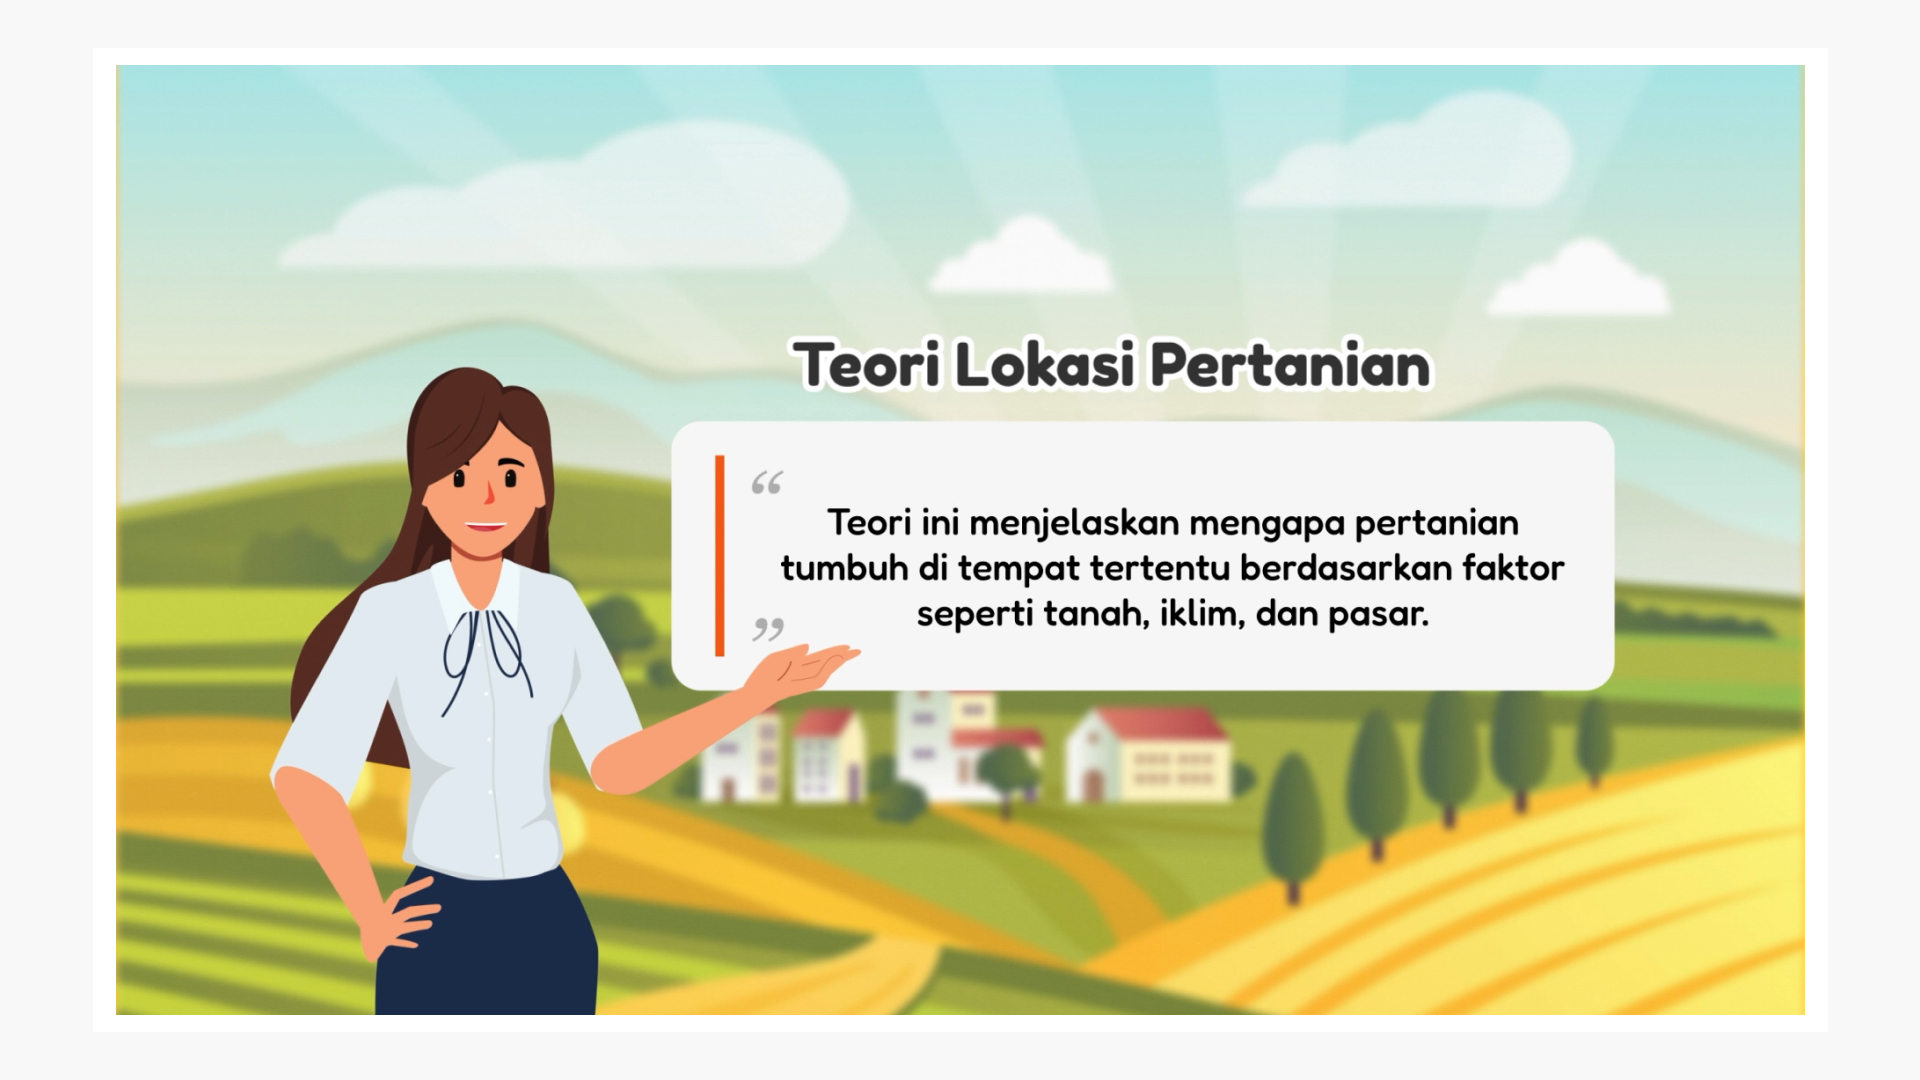 Teori Lokasi Pertanian
“
Teori ini menjelaskan mengapa pertanian
tumbuh di tempat tertentu berdasarkan faktor
seperti tanah, iklim, dan pasar.
”